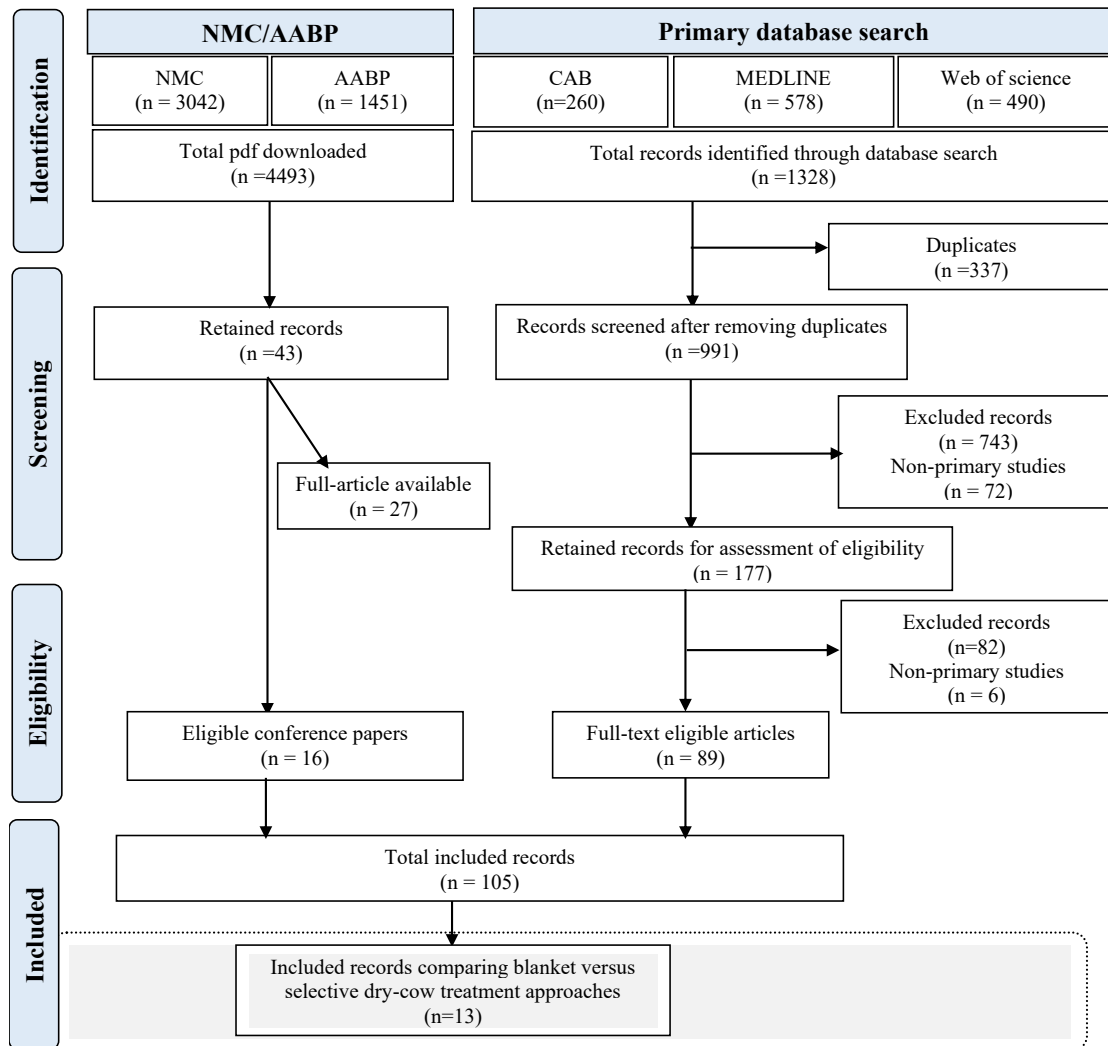 Identification
NMC/AABP
NMC
(n = 3042)
AABP
(n = 1451)
Total pdf downloaded
(n =4493)
Primary database search
CAB
(n=260)
MEDLINE
(n = 578)
Web of science
(n = 490)
Total records identified through database search
(n =1328)
Duplicates
(n =337)
Screening
Retained records
(n =43)
Records screened after removing duplicates
(n =991)
Excluded records
(n = 743)
Non-primary studies
(n = 72)
Full-article available
(n = 27)
Retained records for assessment of eligibility
(n = 177)
Eligibility
Excluded records
(n=82)
Non-primary studies
(n = 6)
Eligible conference papers
(n = 16)
Full-text eligible articles
(n = 89)
Included
Total included records
(n = 105)
Included records comparing blanket versus
selective dry-cow treatment approaches
(n=13)